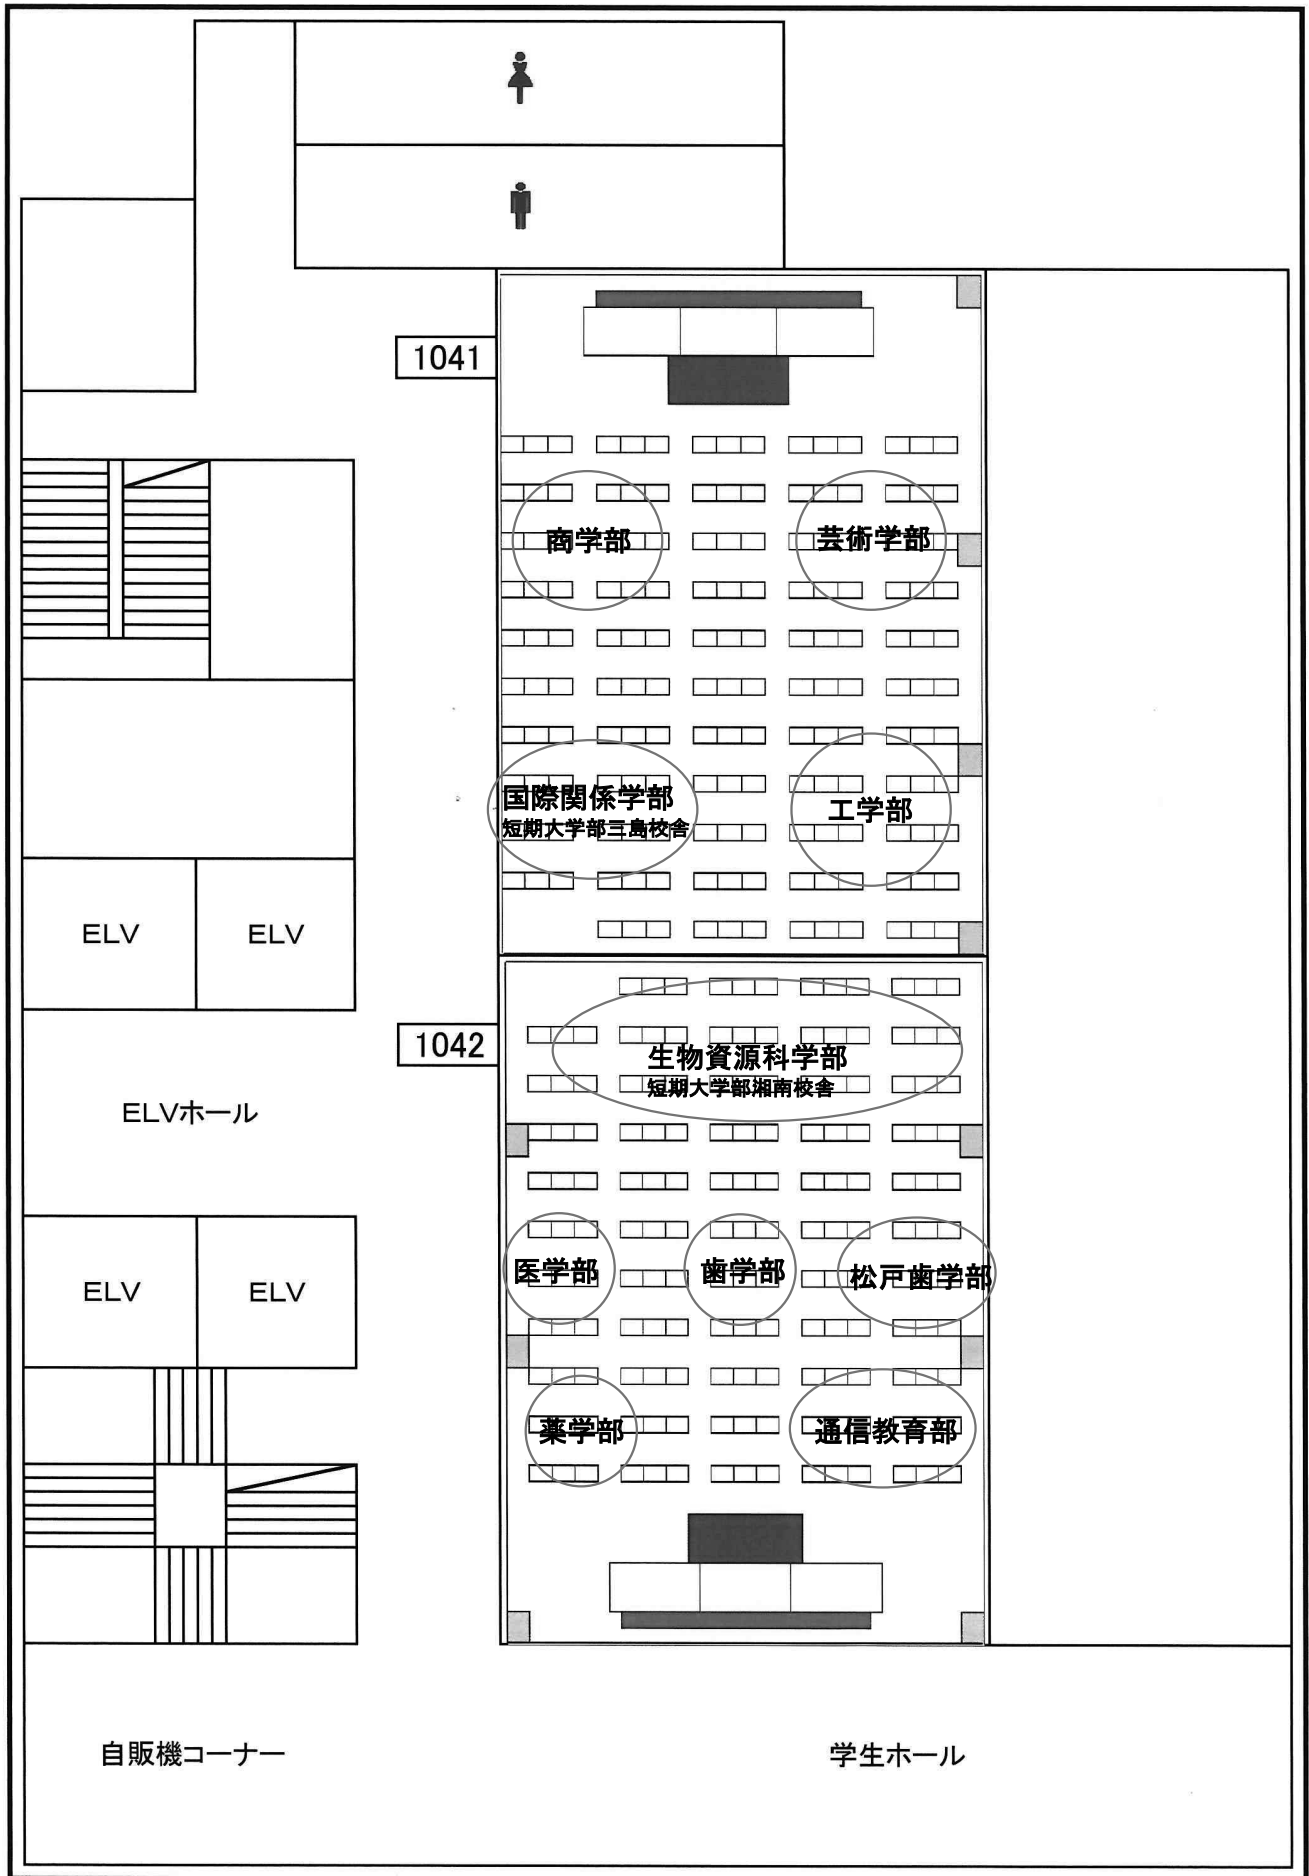 1041
商学部
芸術学部
国際関係学部
短期大学部三島校舎
工学部
ELV
ELV
1042
生物資源科学部
短期大学部湘南校舎
ELVホール
ELV
ELV
医学部
歯学部
松戸歯学部
薬学部
通信教育部
自販機コーナー
学生ホール